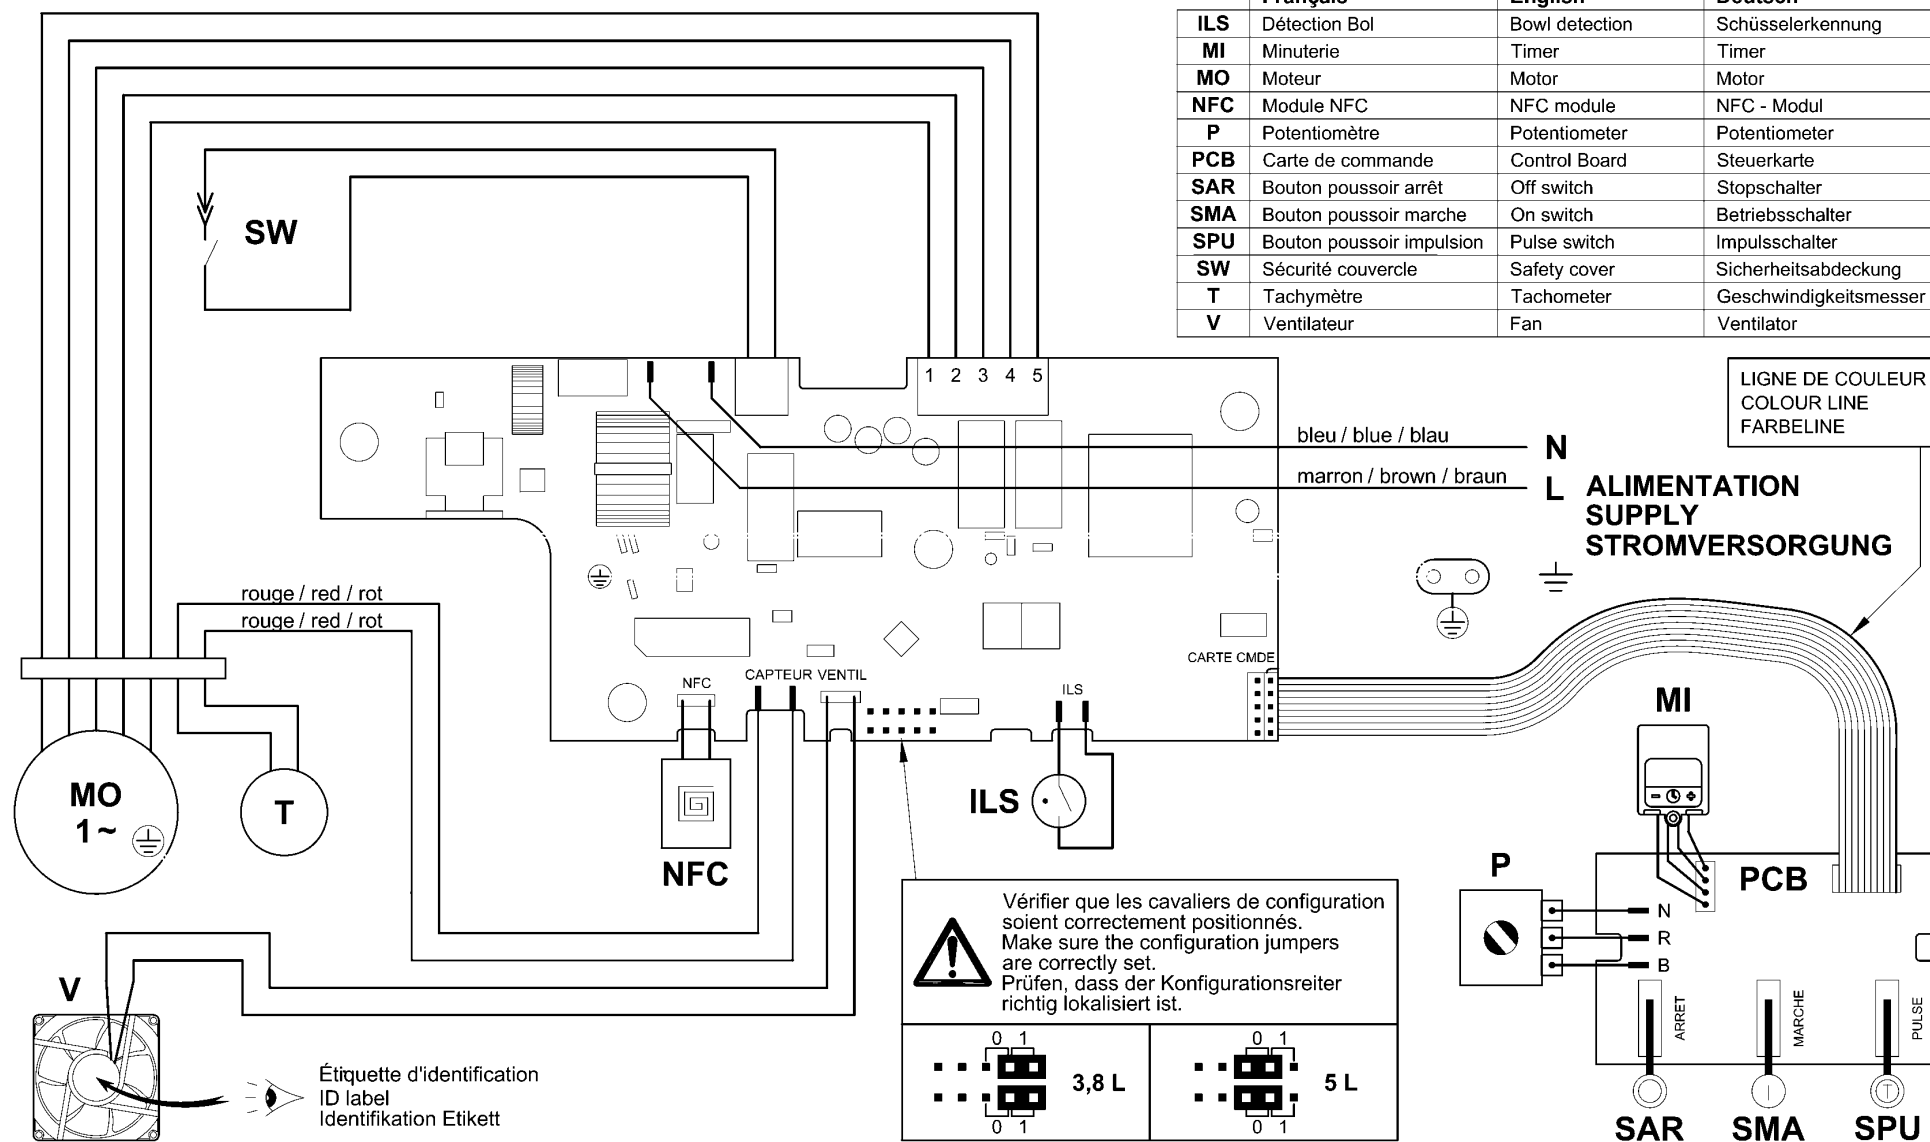 Français English Deutsch
ILS Détection Bol Bowl detection Schüsselerkennung
MI Minuterie Timer Timer
MO Moteur Motor Motor
NFC Module NFC NFC module NFC - Modul
P Potentiomètre Potentiometer Potentiometer
PCB Carte de commande Control Board Steuerkarte
SAR Bouton poussoir arrêt Off switch Stopschalter
SMA Bouton poussoir marche On switch Betriebsschalter
SPU Bouton poussoir impulsion Pulse switch Impulsschalter
SW Sécurité couvercle Safety cover Sicherheitsabdeckung
T Tachymètre Tachometer Geschwindigkeitsmesser
V Ventilateur Fan Ventilator
SW
1 2 3 4 5
LIGNE DE COULEUR
COLOUR LINE
FARBELINE
bleu / blue / blau
N
marron / brown / braun
L
ALIMENTATION
SUPPLY
STROMVERSORGUNG
rouge / red / rot
rouge / red / rot
CARTE CMDE
NFC
CAPTEUR VENTIL
ILS
MI
MO
1~
T
NFC
ILS
P
PCB
N
R
B
ARRET
MARCHE
PULSE
Vérifier que les cavaliers de configuration
soient correctement positionnés.
Make sure the configuration jumpers
are correctly set.
Prüfen, dass der Konfigurationsreiter
richtig lokalisiert ist.
0 1
3,8 L
0 1
0 1
5 L
0 1
V
Étiquette d'identification
ID label
Identifikation Etikett
SAR
SMA
SPU